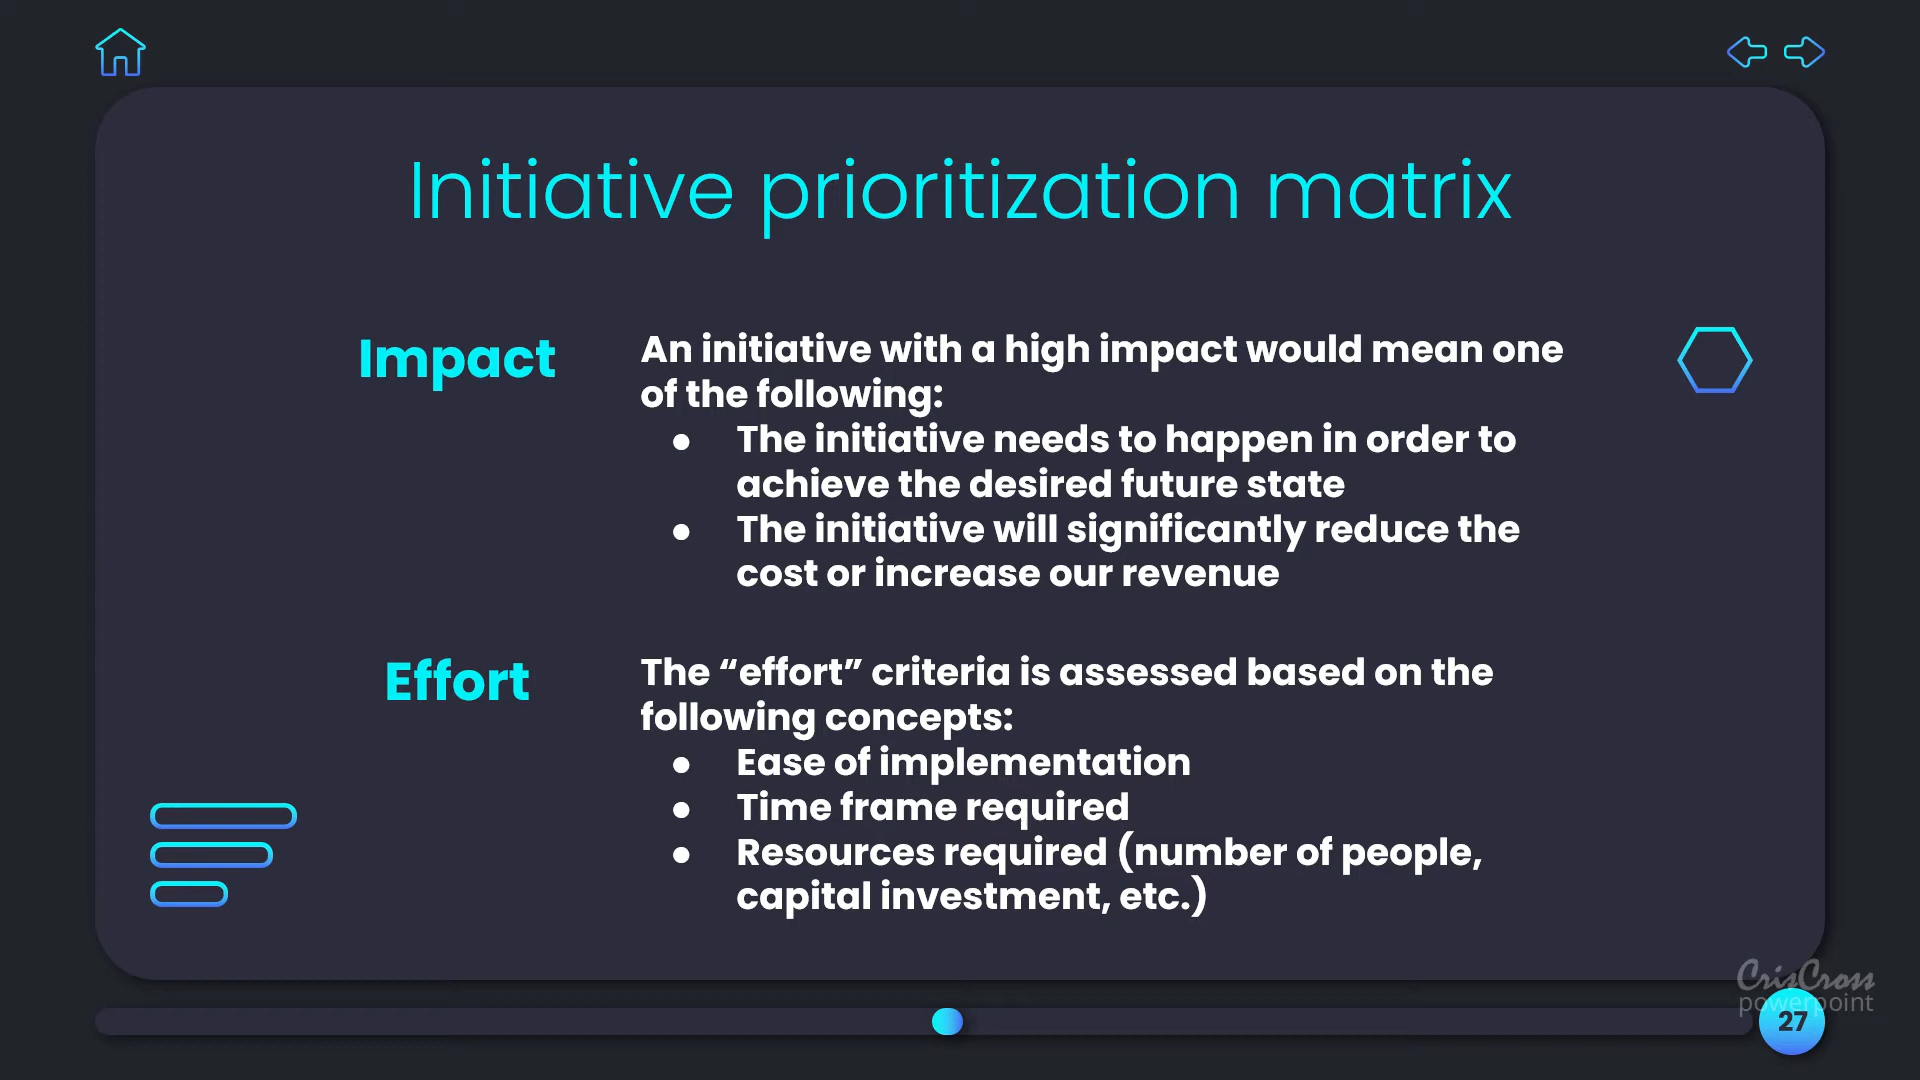 Initiative prioritization matrix
Impact
An initiative with a high impact would mean one
of the following:
● The initiative needs to happen in order to
achieve the desired future state
● The initiative will significantly reduce the
cost or increase our revenue
Effort
The “effort” criteria is assessed based on the
following concepts:
● Ease of implementation
● Time frame required
● Resources required (number of people,
capital investment, etc.)
CrisCross
powerpoint
27